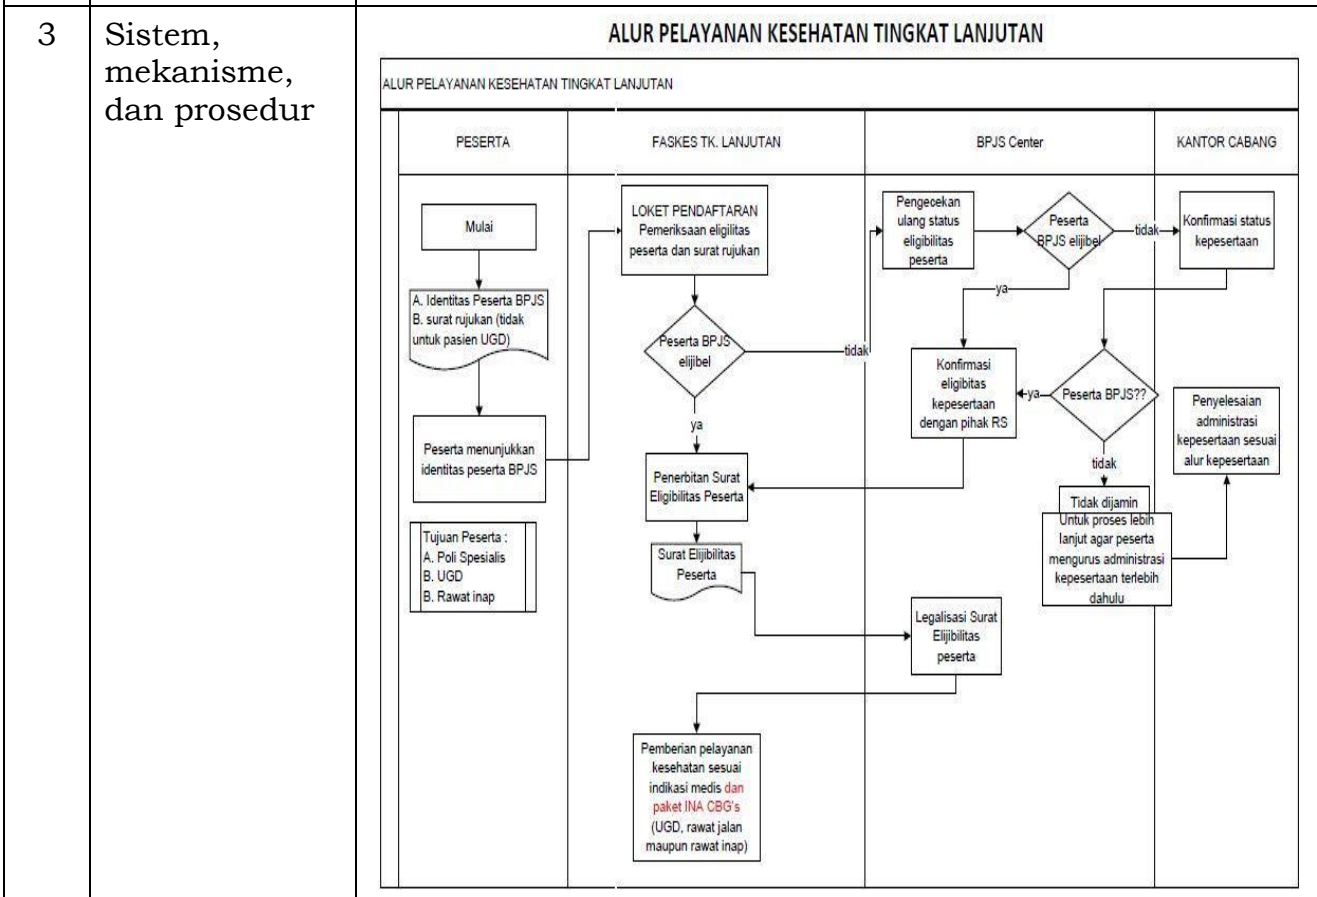 3
Sistem,
mekanisme,
dan prosedur
ALUR PELAYANAN KESEHATAN TINGKAT LANJUTAN
ALUR PELAYANAN KESEHATAN TINGKAT LANJUTAN
PESERTA
FASKES TK. LANJUTAN
BPJS Center
KANTOR CABANG
Mulai
A. Identitas Peserta BPJS
B. surat rujukan (tidak
untuk pasien UGD)
Peserta menunjukkan
identitas peserta BPJS
Tujuan Peserta :
A. Poli Spesialis
B. UGD
B. Rawat inap
LOKET PENDAFTARAN
Pemeriksaan eligilitas
peserta dan surat rujukan
Peserta BPJS
elijibel
tidak
ya
Penerbitan Surat
Eligibilitas Peserta
Surat Elijibilitas
Peserta
Pemberian pelayanan
kesehatan sesuai
indikasi medis dan
paket INA CBG's
(UGD, rawat jalan
maupun rawat inap)
Pengecekan
ulang status
eligibilitas
peserta
Peserta
BPJS elijibel
tidak
ya
Konfirmasi
eligibitas
kepesertaan
dengan pihak RS
Legalisasi Surat
Elijibilitas
peserta
Konfirmasi status
kepesertaan
Peserta BPJS??
ya
tidak
Tidak dijamin
Untuk proses lebih
lanjut agar peserta
mengurus administrasi
kepesertaan terlebih
dahulu
Penyelesaian
administrasi
kepesertaan sesuai
alur kepesertaan